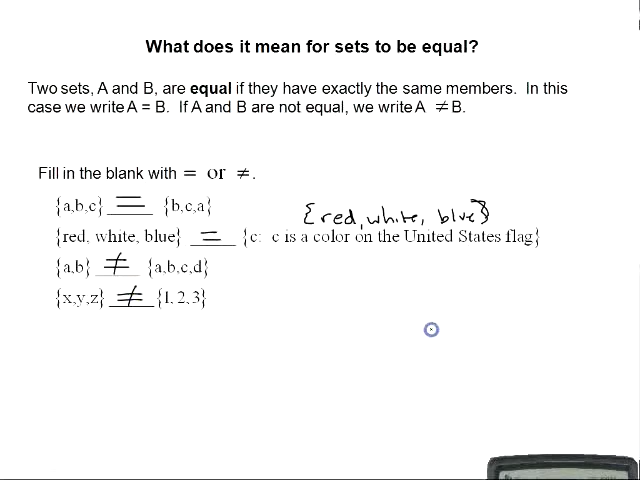 What does it mean for sets to be equal?
Two sets, A and B, are equal if they have exactly the same members. In this
case we write A = B. If A and B are not equal, we write A ≠ B.
Fill in the blank with = or ≠.
{a,b,c} = {b,c,a}
{red, white, blue}
{red, white, blue} = {c: c is a color on the United States flag}
{a,b} ≠ {a,b,c,d}
{x,y,z} ≠ {1, 2, 3}